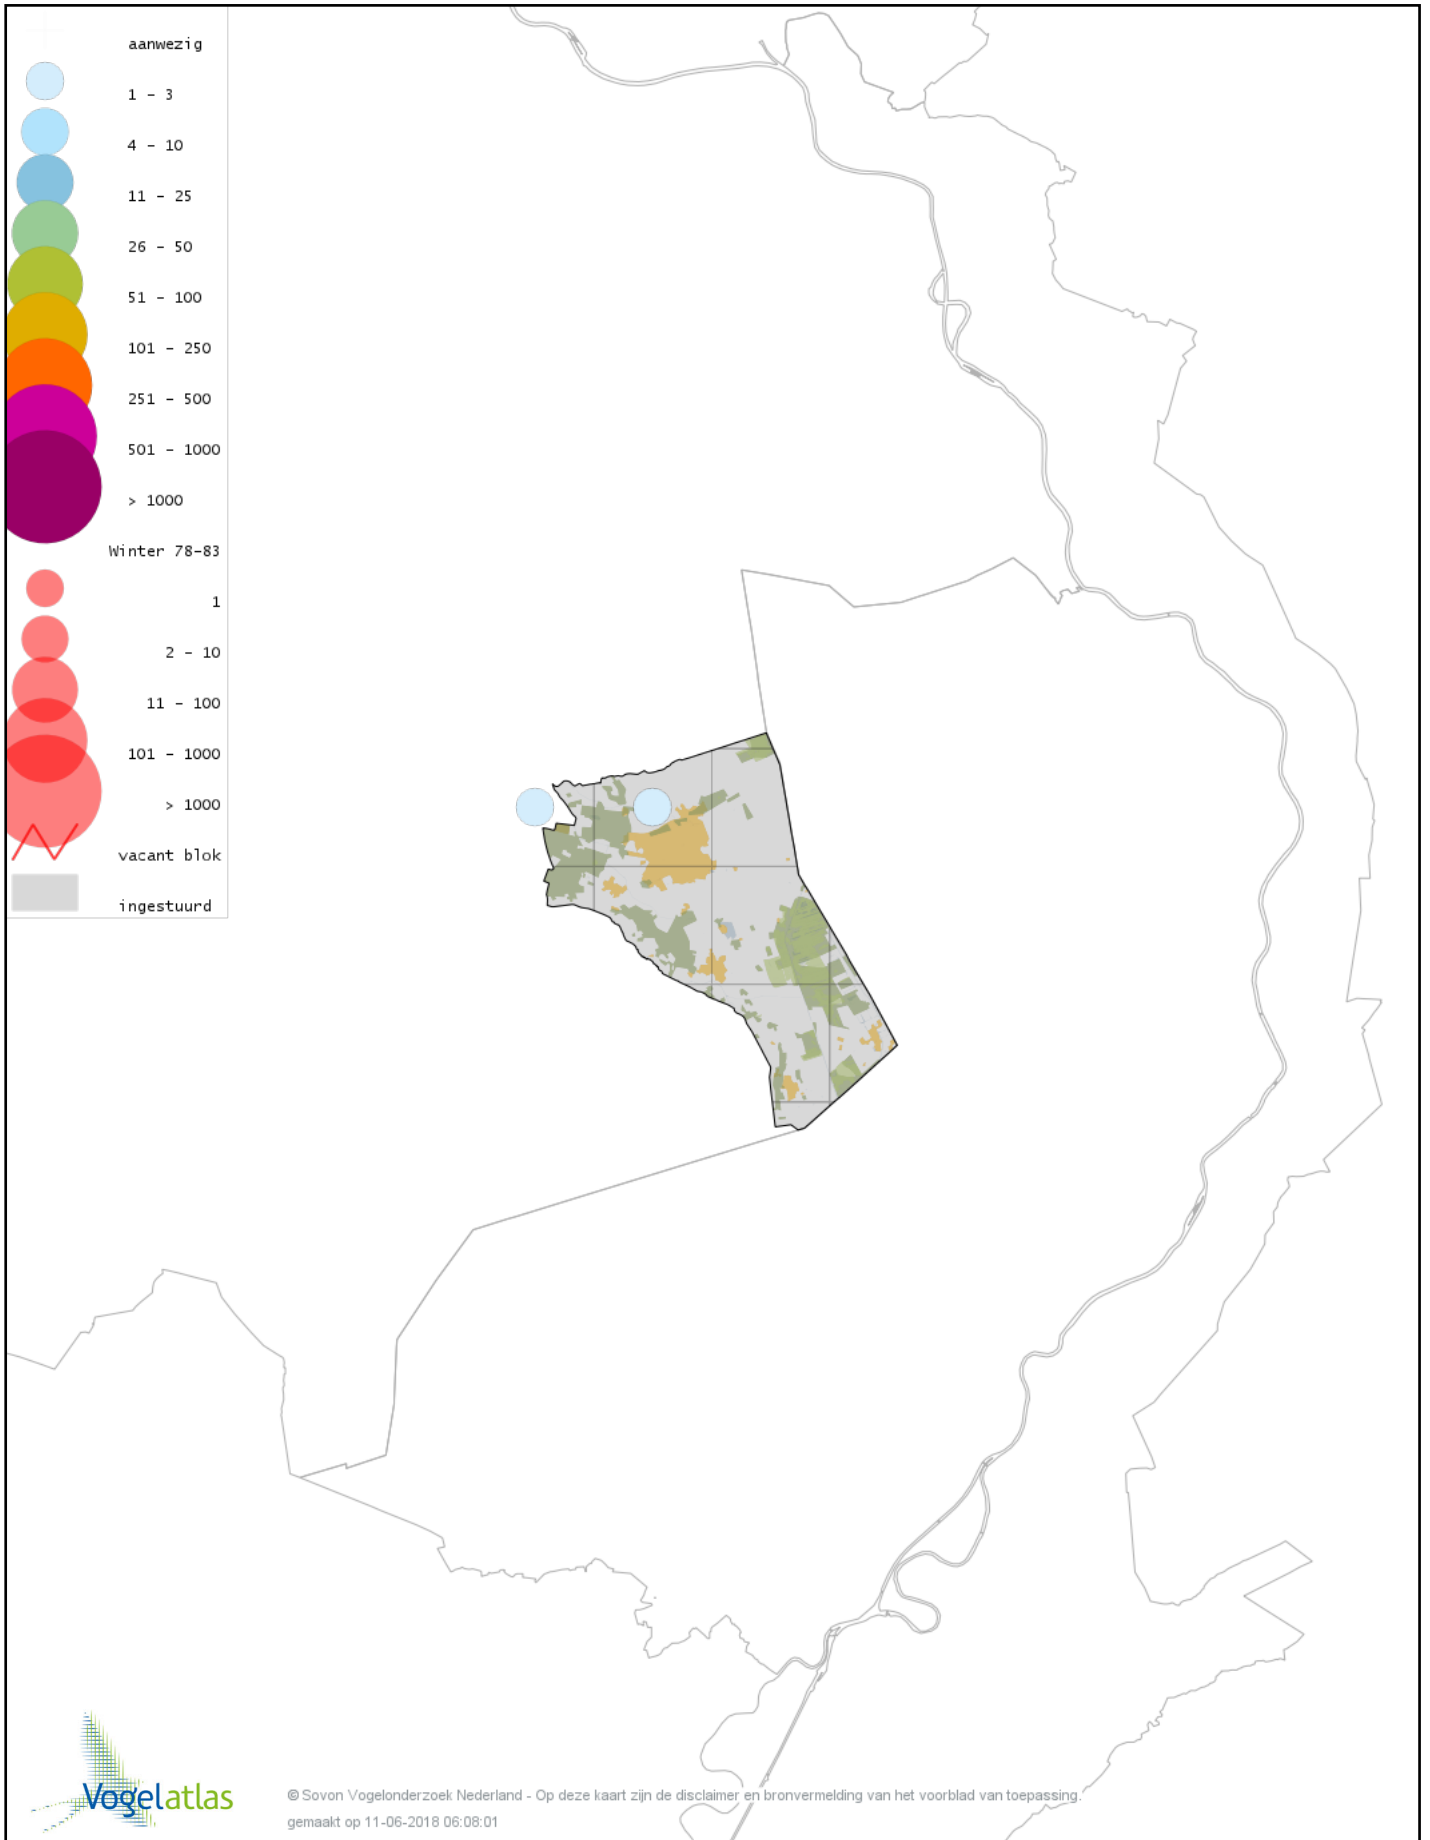 aanwezig
1 - 3
4 - 10
11 - 25
26 - 50
51 - 100
101 - 250
251 - 500
501 - 1000
> 1000
Winter 78-83
1
2 - 10
11 - 100
101 - 1000
> 1000
vacant blok
ingestuurd
Vogelatlas
© Sovon Vogelonderzoek Nederland - Op deze kaart zijn de disclaimer en bronvermelding van het voorblad van toepassing.
gemaakt op 11-06-2018 06:08:01